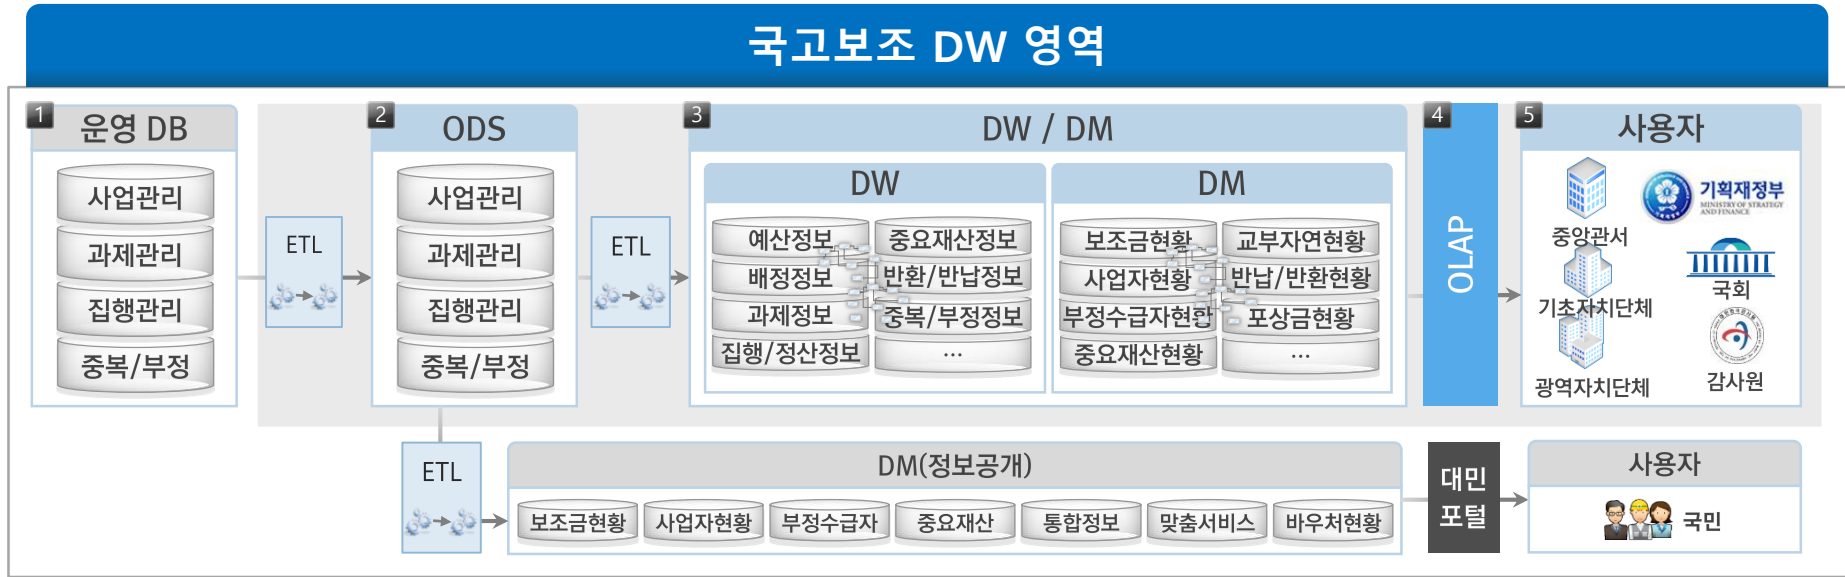 국고보조 DW 영역
1
운영 DB
사업관리
과제관리
집행관리
중복/부정
ETL
2
ODS
사업관리
과제관리
집행관리
중복/부정
ETL
3
DW / DM
DW
예산정보
중요재산정보
배정정보
반환/반납정보
과제정보
중복/부정정보
집행/정산정보
...
DM
보조금현황
교부자연현황
사업자현황
반납/반환현황
부정수급자현황
포상금현황
중요재산현황
...
4
OLAP
5
사용자
중앙관서
기획재정부
MINISTRY OF STRATEGY
AND FINANCE
기초자치단체
국회
광역자치단체
감사원
ETL
DM(정보공개)
보조금현황
사업자현황
부정수급자
중요재산
통합정보
맞춤서비스
바우처현황
대민
포털
사용자
국민